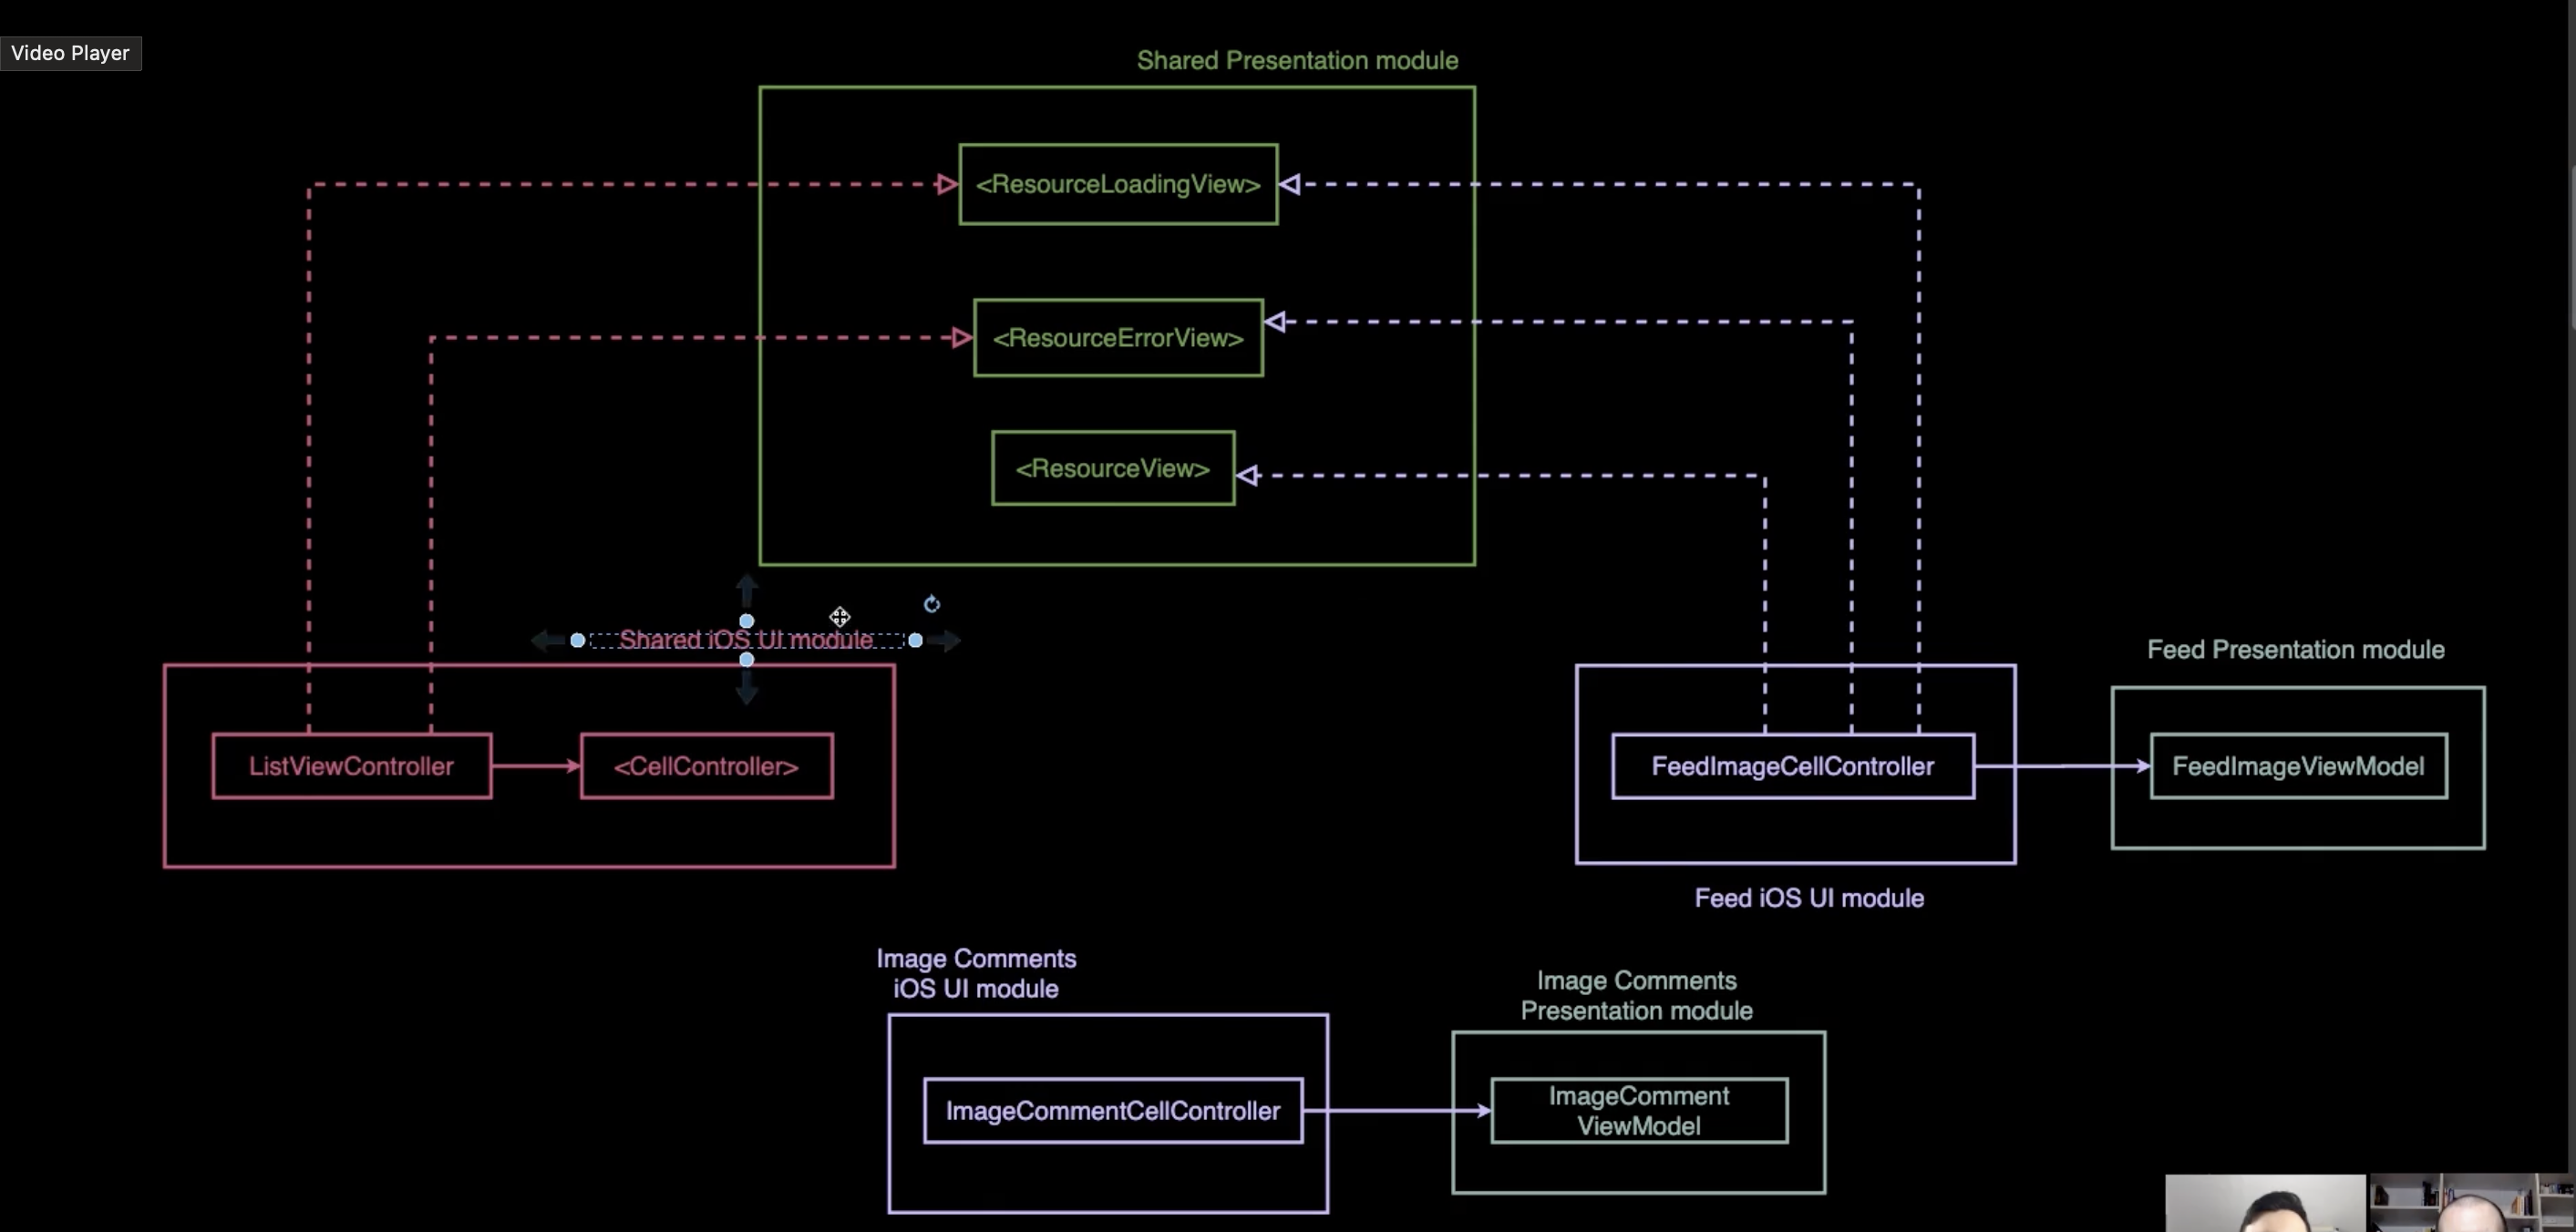 Video Player
Shared Presentation module
<ResourceLoadingView>
<ResourceErrorView>
<ResourceView>
Shared iOS UI module
ListViewController
<CellController>
Feed Presentation module
FeedImageCellController
FeedImageViewModel
Feed iOS UI module
Image Comments
iOS UI module
Image Comments
Presentation module
ImageCommentCellController
ImageComment
ViewModel